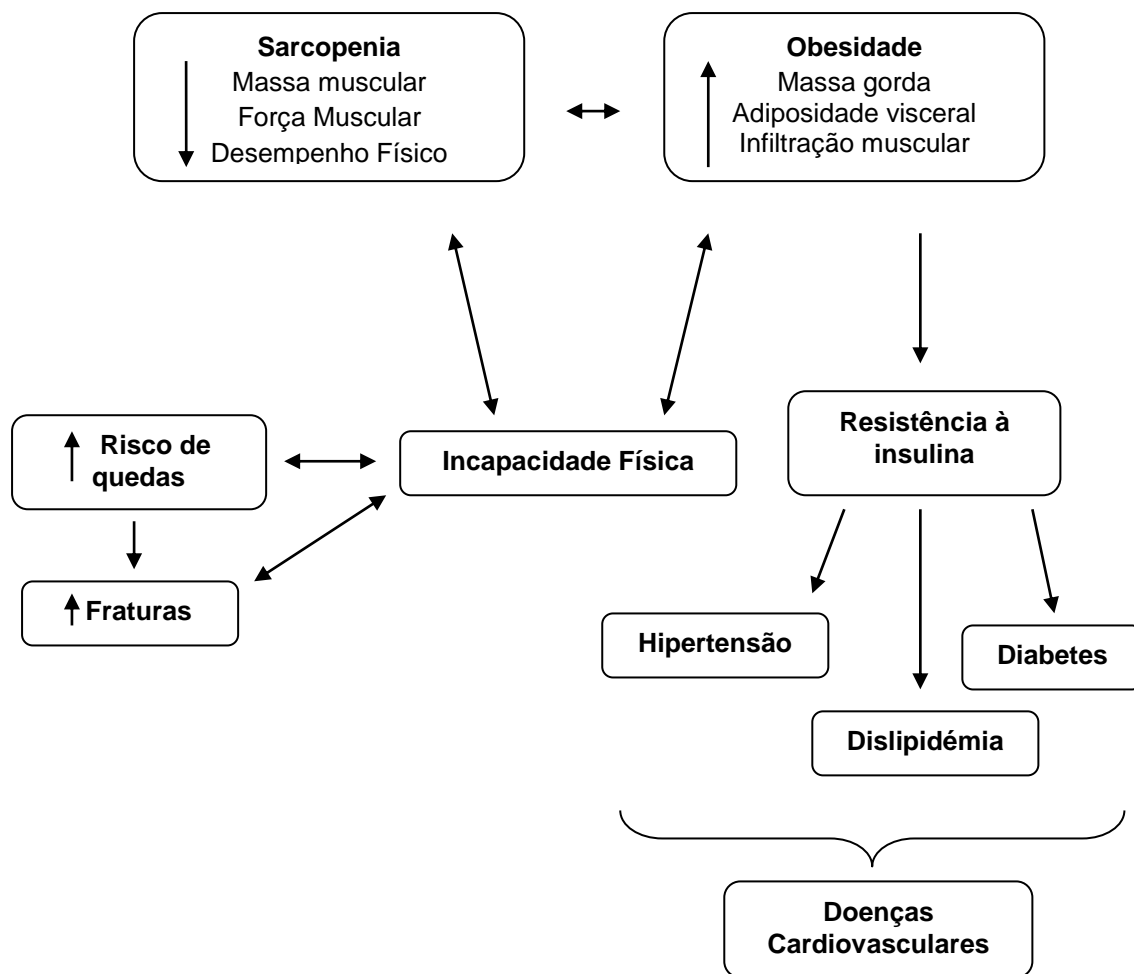 Sarcopenia
Massa muscular
Força Muscular
Desempenho Físico
Obesidade
Massa gorda
Adiposidade visceral
Infiltração muscular
Risco de
quedas
Incapacidade Física
Resistência à
insulina
Fraturas
Hipertensão
Diabetes
Dislipidémia
Doenças
Cardiovasculares